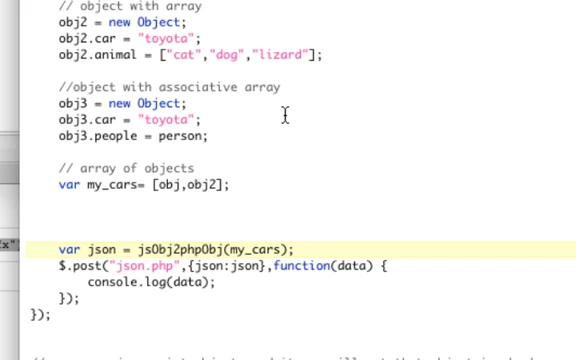 // object with array
obj2 = new Object;
obj2.car = "toyota";
obj2.animal = ["cat","dog","lizard"];
//object with associative array
obj3 = new Object;
obj3.car = "toyota";
obj3.people = person;
// array of objects
var my_cars= [obj,obj2];
var json = jsObj2phpObj(my_cars);
$.post("json.php",{json:json},function(data) {
console.log(data);
});
});